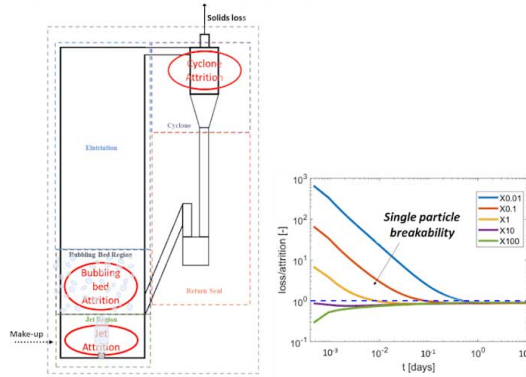 Solids loss
Cyclone
Attrition
Cyclone
Elutriation
Bubbling Bed Region
Bubbling
bed
Attrition
Return Seal
Jet Region
Make-up
Jet
Attrition
10³
10²
10¹
10⁰
10⁻¹
loss/attrition [-]
Single particle
breakability
X0.01
X0.1
X1
X10
X100
10⁻³
10⁻²
10⁻¹
10⁰
10
t [days]